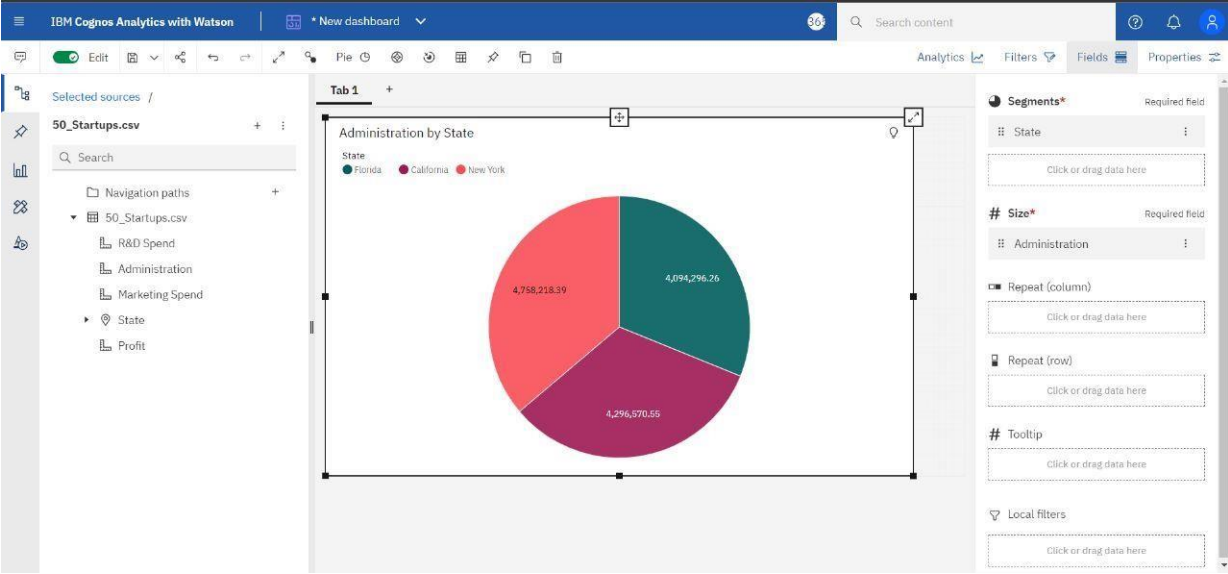 IBM Cognos Analytics with Watson
* New dashboard
Search content
Edit
Pie
Analytics
Filters
Fields
Properties
Selected sources /
50_Startups.csv
Search
Navigation paths
50_Startups.csv
R&D Spend
Administration
Marketing Spend
State
Profit
Tab 1
Administration by State
State
Florida
California
New York
4,758,218.39
4,094,296.26
4,296,570.55
Segments*
Required field
State
Click or drag data here
Size*
Required field
Administration
Repeat (column)
Click or drag data here
Repeat (row)
Click or drag data here
Tooltip
Click or drag data here
Local filters
Click or drag data here